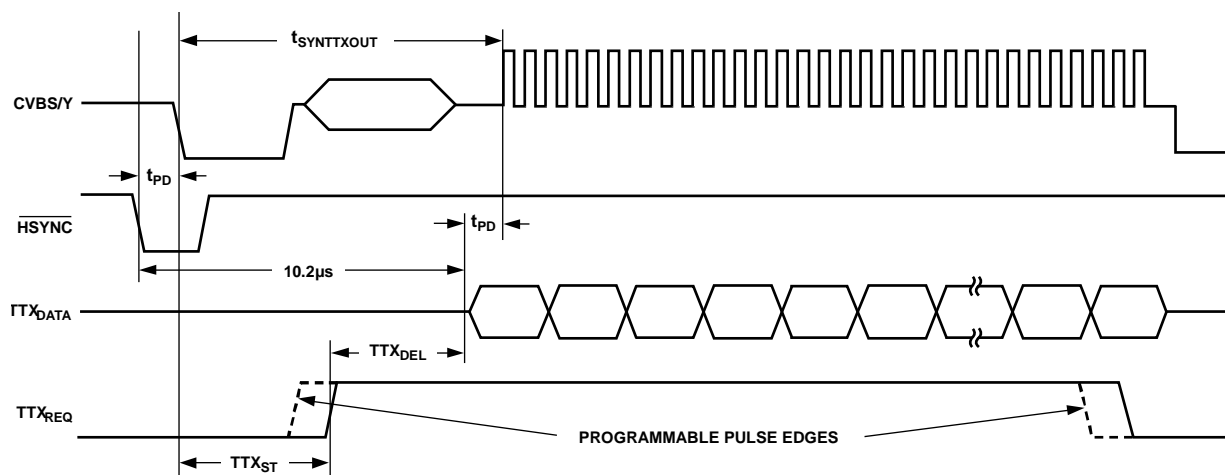 tSYNTTXOUT
CVBS/Y
tPD
HSYNC
tPD
10.2µs
TTXDATA
TTXDEL
TTXREQ
PROGRAMMABLE PULSE EDGES
TTXST